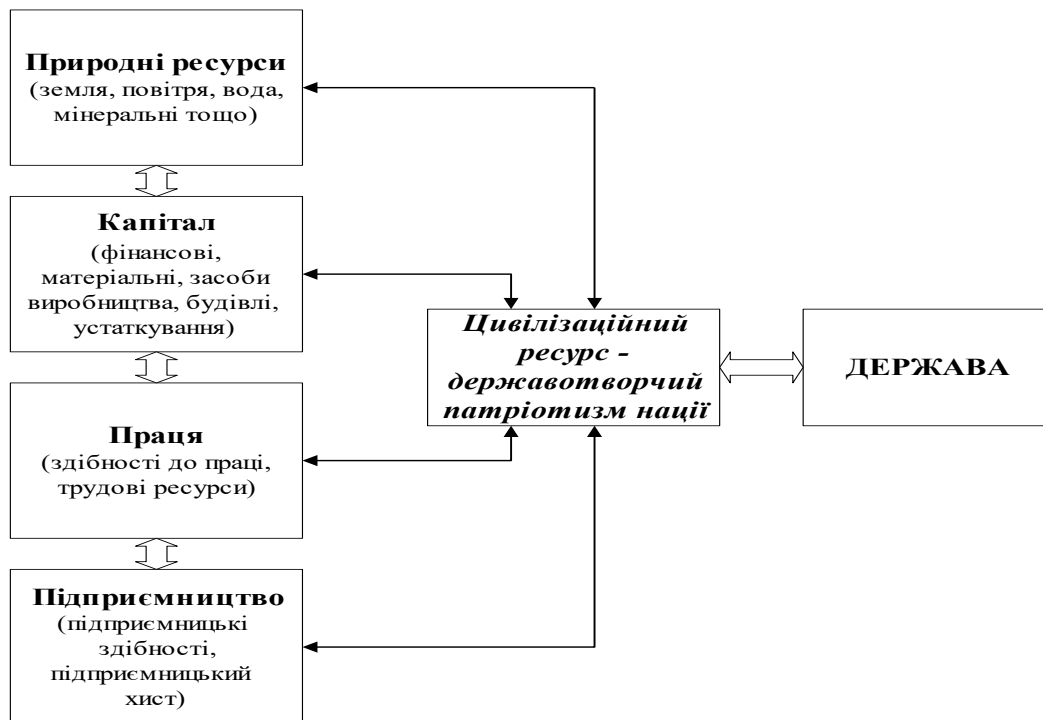 Природні ресурси
(земля, повітря, вода,
мінеральні тощо)
Капітал
(фінансові,
матеріальні, засоби
виробництва, будівлі,
устаткування)
Праця
(здібності до праці,
трудові ресурси)
Підприємництво
(підприємницькі
здібності,
підприємницький
хист)
Цивілізаційний
ресурс -
державотворчий
патріотизм нації
ДЕРЖАВА